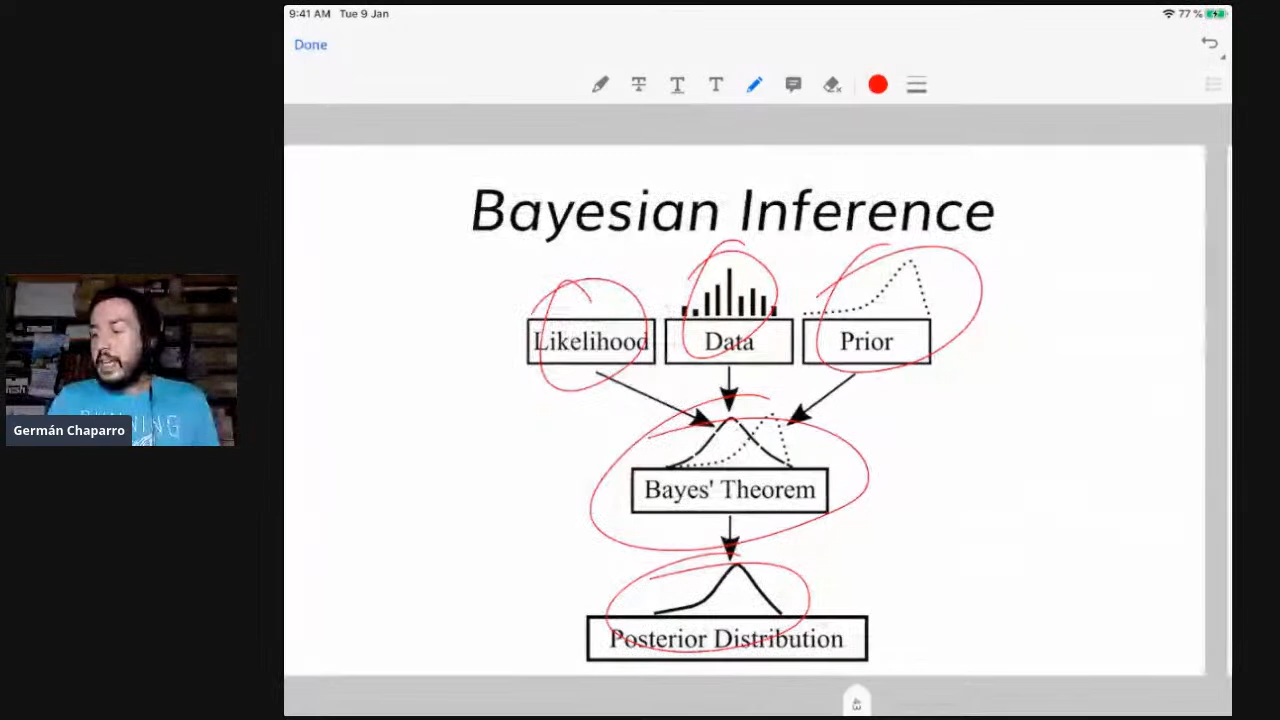 9:41 AM Tue 9 Jan
77 %
Done
T T T
Bayesian Inference
Likelihood Data Prior
Bayes' Theorem
Posterior Distribution
Germán Chaparro